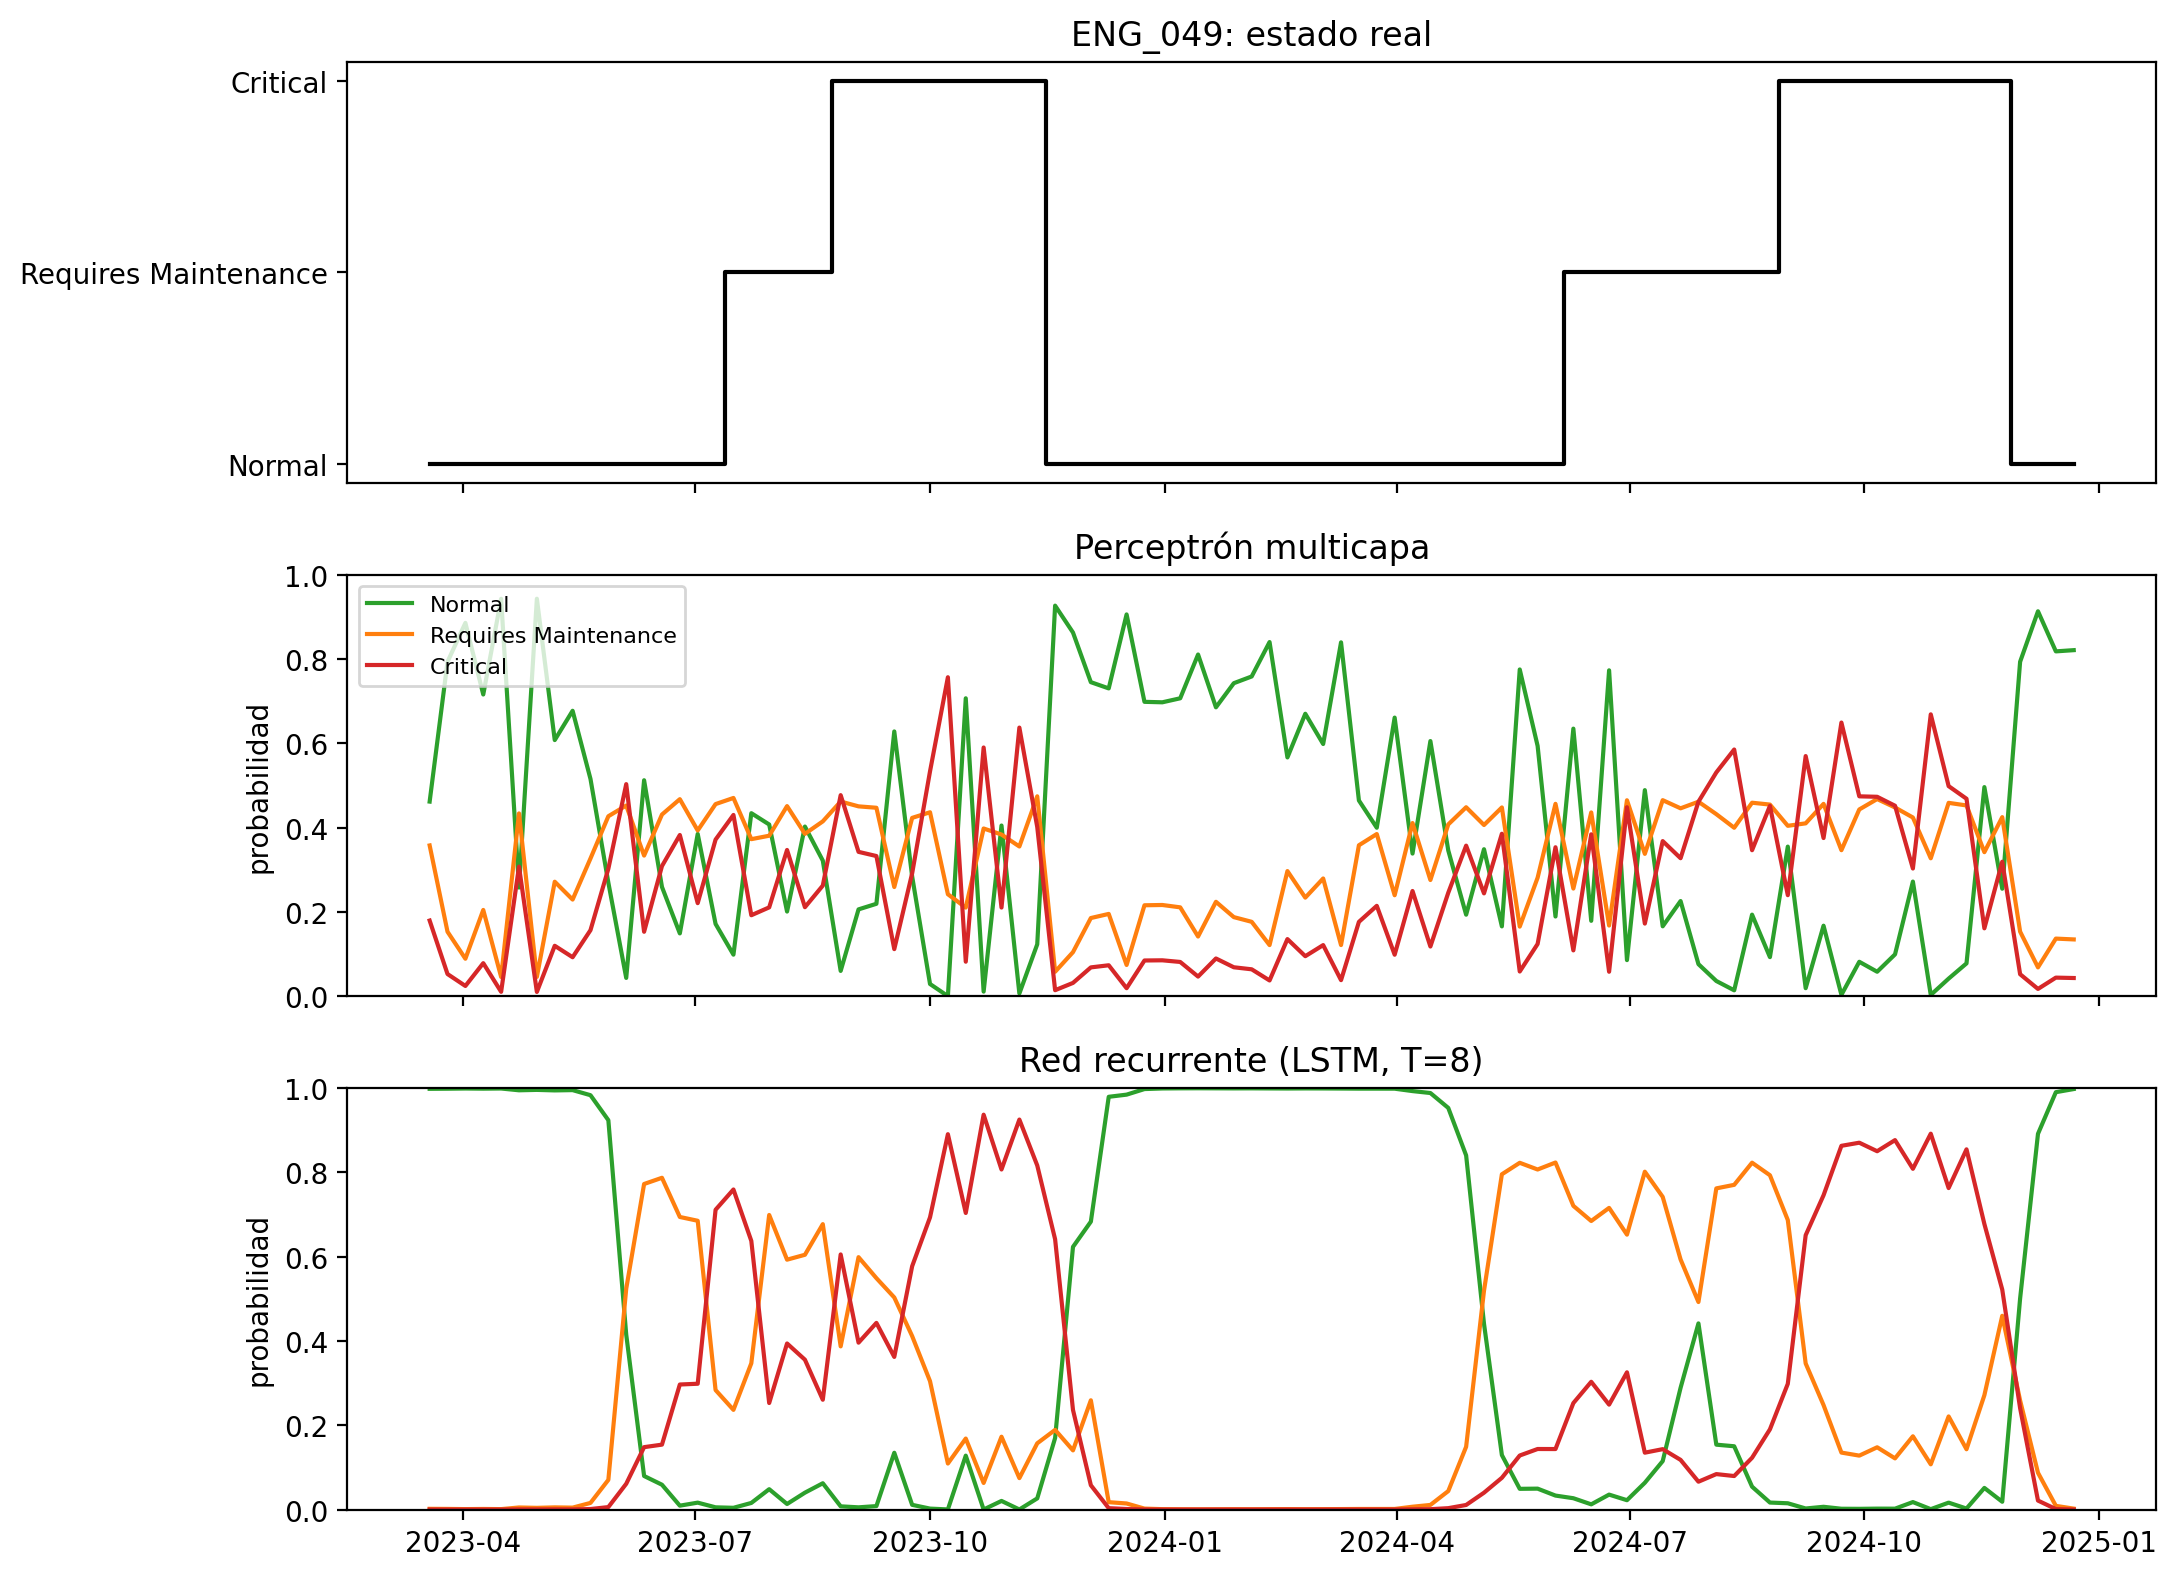 ENG_049: estado real
Critical
Requires Maintenance
Normal
Perceptrón multicapa
1.0
0.8
0.6
0.4
0.2
0.0
probabilidad
Normal
Requires Maintenance
Critical
Red recurrente (LSTM, T=8)
1.0
0.8
0.6
0.4
0.2
0.0
probabilidad
2023-04 2023-07 2023-10 2024-01 2024-04 2024-07 2024-10 2025-01